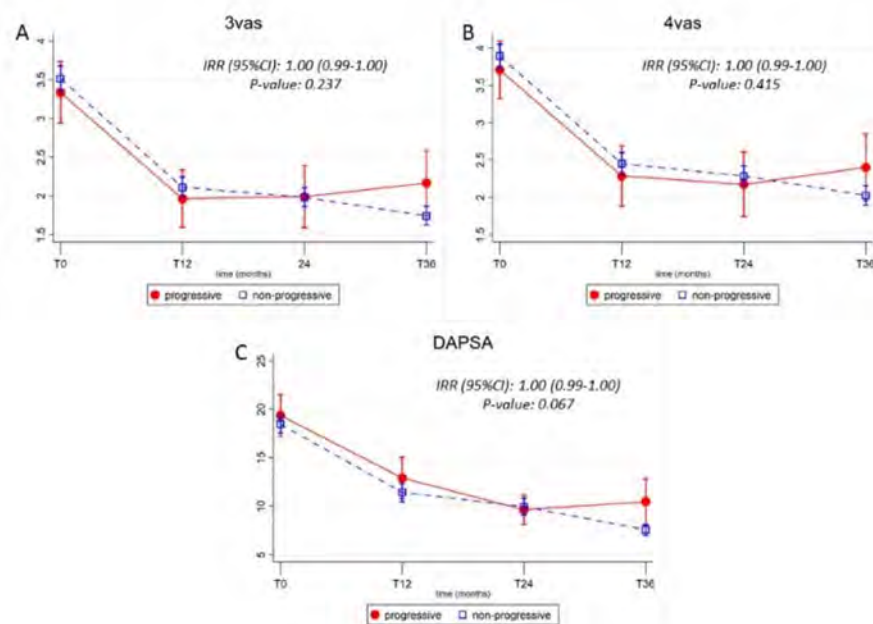 A
3vas
IRR (95%CI): 1.00 (0.99-1.00)
P-value: 0.237
4
3.5
3
2.5
2
1.5
T0
T12
24
T36
time (months)
progressive
non-progressive
B
4vas
IRR (95%CI): 1.00 (0.99-1.00)
P-value: 0.415
4
3.5
3
2.5
2
1.5
T0
T12
T24
T36
time (months)
progressive
non-progressive
C
DAPSA
IRR (95%CI): 1.00 (0.99-1.00)
P-value: 0.067
25
20
15
10
5
T0
T12
T24
T36
time (months)
progressive
non-progressive